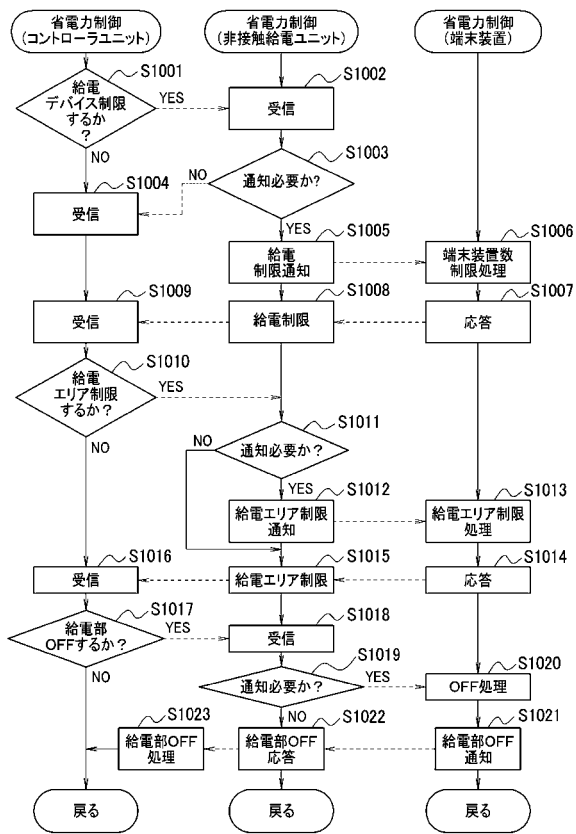 省電力制御
(コントローラユニット)
省電力制御
(非接触給電ユニット)
省電力制御
(端末装置)
S1001
給電
デバイス制限
するか
?
YES
NO
S1002
受信
S1003
通知必要か?
NO
YES
S1004
受信
S1005
給電
制限通知
S1006
端末装置数
制限処理
S1009
受信
S1008
給電制限
S1007
応答
S1010
給電
エリア制限
するか?
YES
NO
S1011
通知必要か?
NO
YES
S1012
給電エリア制限
通知
S1013
給電エリア制限
処理
S1016
受信
S1015
給電エリア制限
S1014
応答
S1017
給電部
OFFするか?
YES
NO
S1018
受信
S1019
通知必要か?
YES
NO
S1020
OFF処理
S1023
給電部OFF
処理
S1022
給電部OFF
応答
S1021
給電部OFF
通知
戻る
戻る
戻る